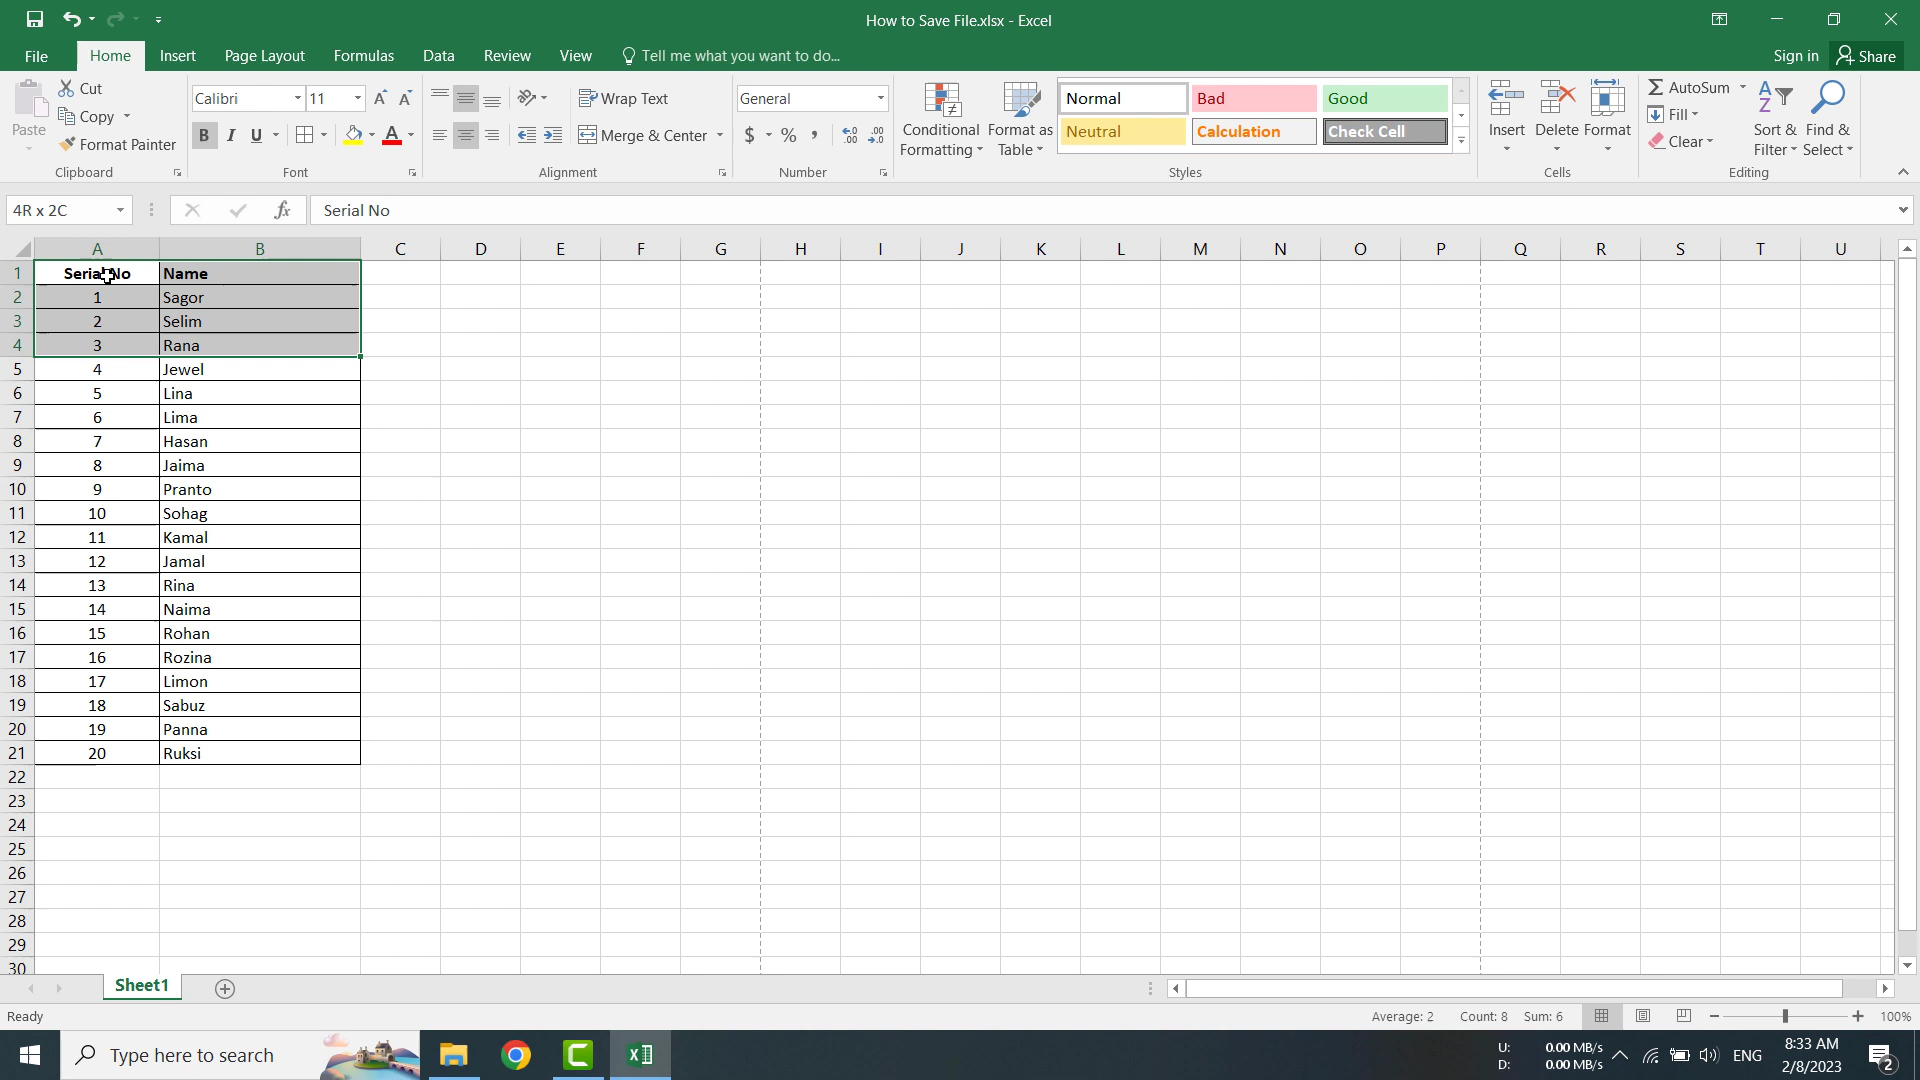 How to Save File.xlsx - Excel
File Home Insert Page Layout Formulas Data Review View Tell me what you want to do... Sign in Share
Paste Cut Copy Format Painter Clipboard
Calibri 11 A A B I U A Font
Wrap Text Merge & Center Alignment
General $ % , .00 Number
Conditional Formatting Format as Table Normal Bad Good Neutral Calculation Check Cell Styles
Insert Delete Format Cells
AutoSum Fill Clear Sort & Filter Find & Select Editing
4R x 2C fx Serial No
A B C D E F G H I J K L M N O P Q R S T U
1 Serial No Name
2 1 Sagor
3 2 Selim
4 3 Rana
5 4 Jewel
6 5 Lina
7 6 Lima
8 7 Hasan
9 8 Jaima
10 9 Pranto
11 10 Sohag
12 11 Kamal
13 12 Jamal
14 13 Rina
15 14 Naima
16 15 Rohan
17 16 Rozina
18 17 Limon
19 18 Sabuz
20 19 Panna
21 20 Ruksi
22
23
24
25
26
27
28
29
30
Sheet1
Ready Average: 2 Count: 8 Sum: 6 100%
Type here to search U: 0.00 MB/s ENG 8:33 AM
D: 0.00 MB/s 2/8/2023 2